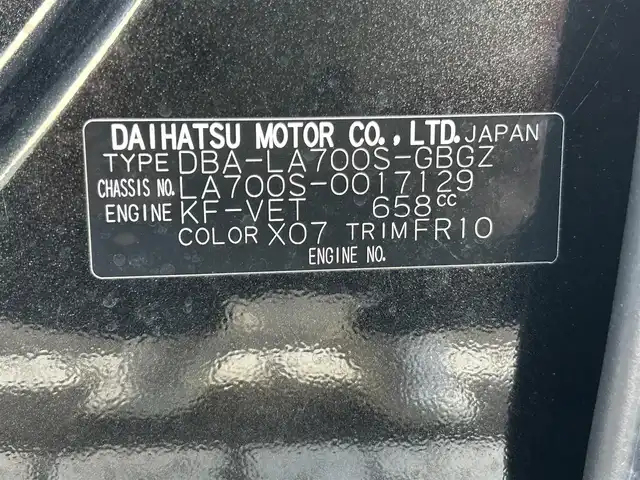 DAIHATSU MOTOR CO., LTD. JAPAN
TYPE DBA-LA700S-GBGZ
CHASSIS NO. LA700S-0017129
ENGINE KF-VET 658cc
COLOR X07 TRIM FR10
ENGINE NO.